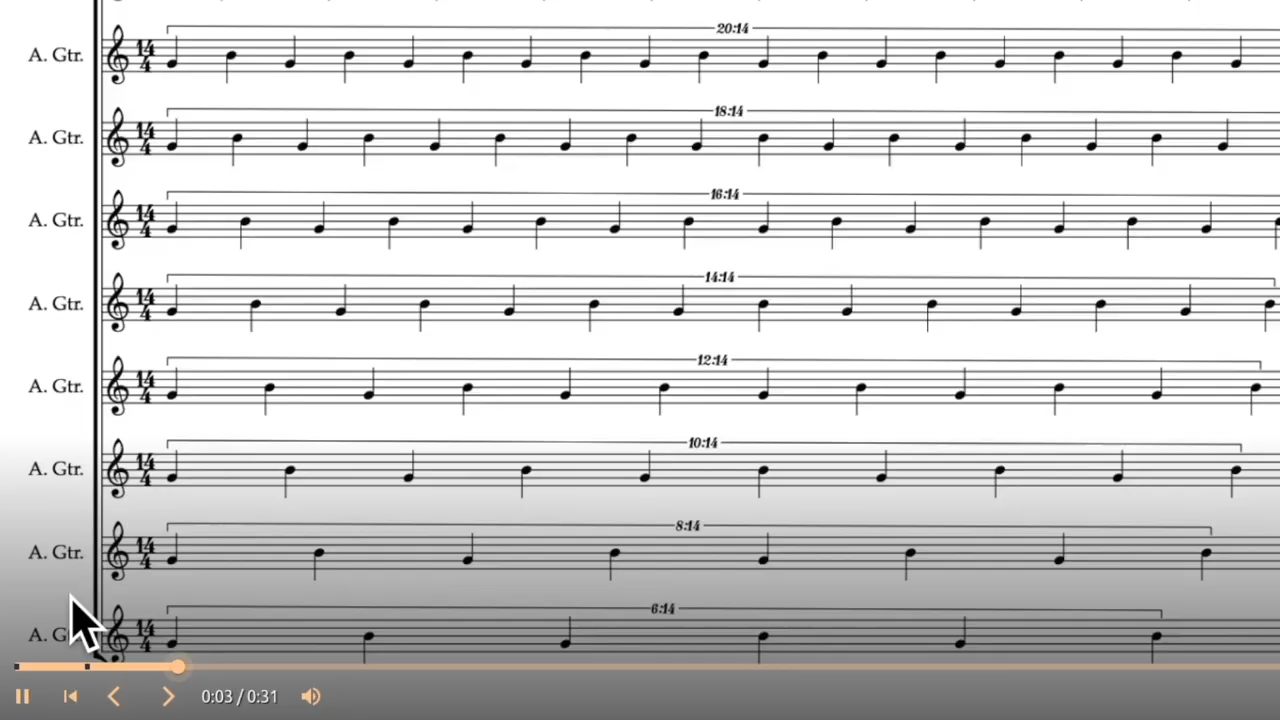 20:14
A. Gtr. 14 4
18:14
A. Gtr. 14 4
16:14
A. Gtr. 14 4
14:14
A. Gtr. 14 4
12:14
A. Gtr. 14 4
10:14
A. Gtr. 14 4
8:14
A. Gtr. 14 4
6:14
A. G 14 4
0:03 / 0:31